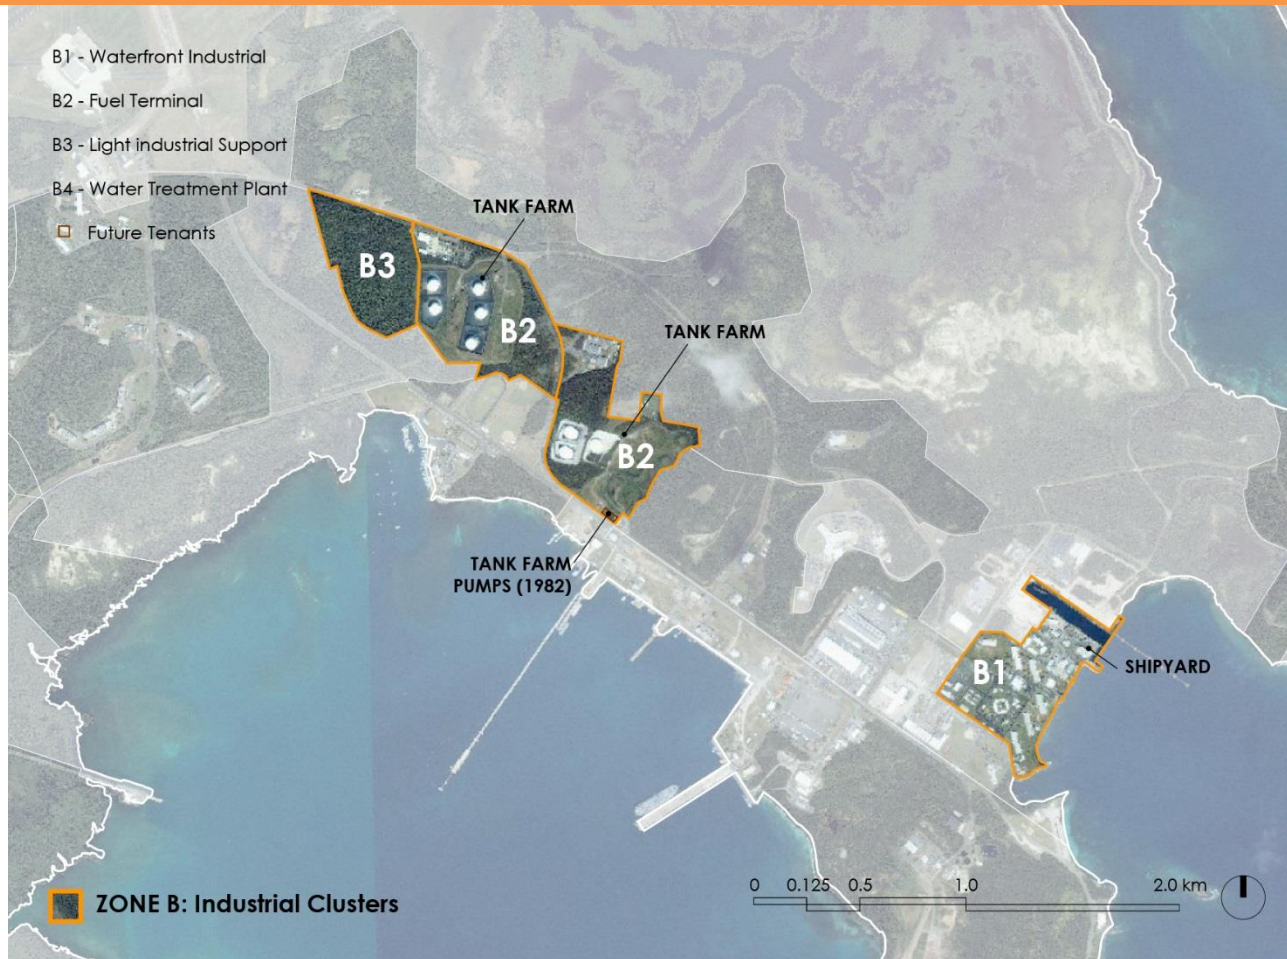 B1 - Waterfront Industrial
B2 - Fuel Terminal
B3 - Light industrial Support
B4 - Water Treatment Plant
Future Tenants
TANK FARM
B3
B2
TANK FARM
B2
TANK FARM
PUMPS (1982)
B1
SHIPYARD
0 0.125 0.5 1.0 2.0 km
ZONE B: Industrial Clusters